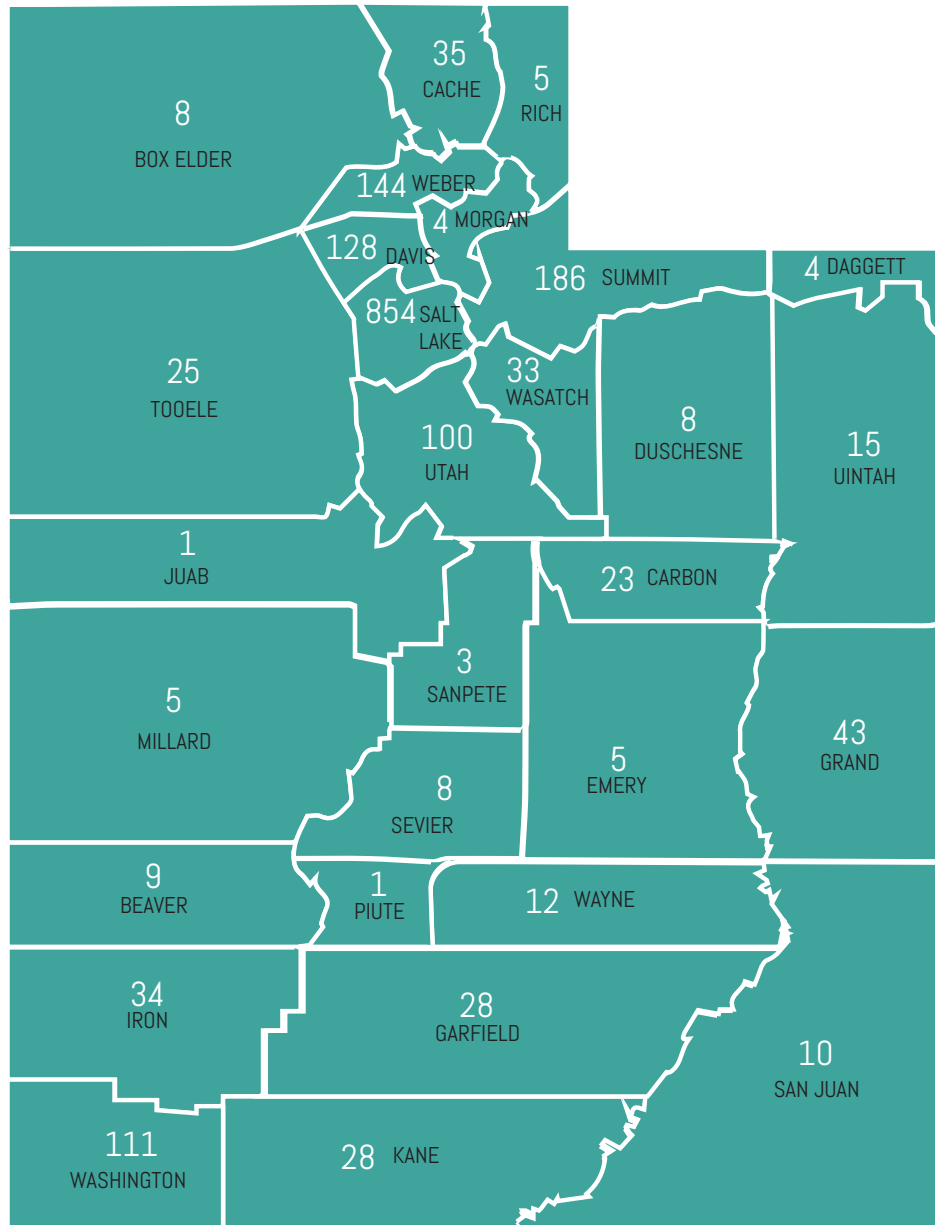 35
CACHE
5
RICH
8
BOX ELDER
144 WEBER
4 MORGAN
128 DAVIS
854 SALT
LAKE
186 SUMMIT
4 DAGGETT
25
TOOELE
33
WASATCH
8
DUSCHESNE
15
UINTAH
100
UTAH
1
JUAB
23 CARBON
3
SANPETE
5
MILLARD
43
GRAND
5
EMERY
8
SEVIER
9
BEAVER
1
PIUTE
12 WAYNE
34
IRON
28
GARFIELD
10
SAN JUAN
111
WASHINGTON
28 KANE